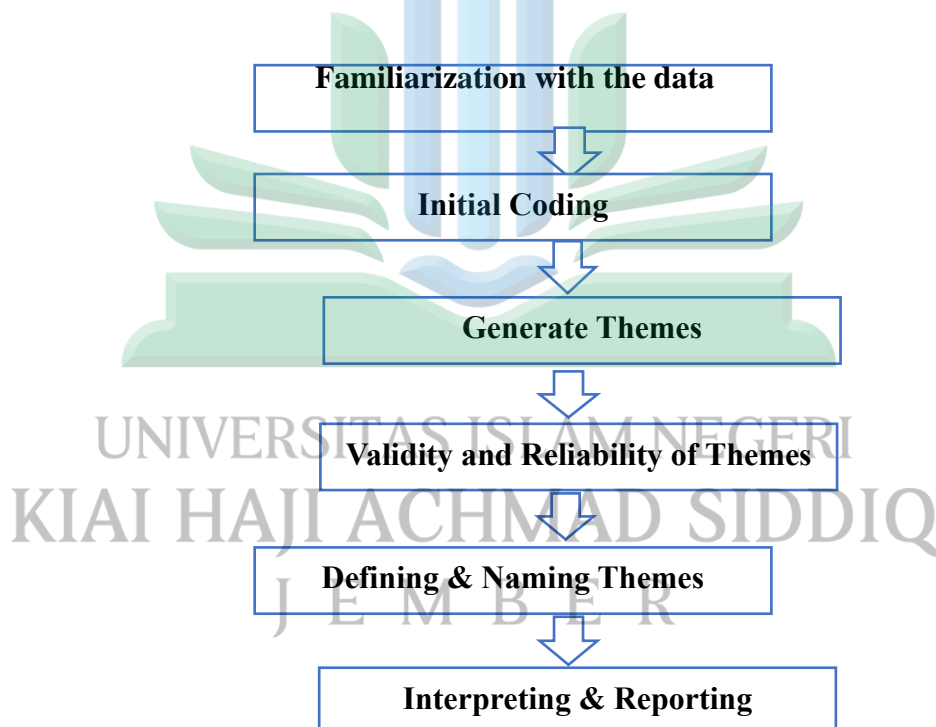 Familiarization with the data
Initial Coding
Generate Themes
UNIVERSITAS ISLAM NEGERI
Validity and Reliability of Themes
KIAI HAJI ACHMAD SIDDIQ
Defining & Naming Themes
J E M B E R
Interpreting & Reporting